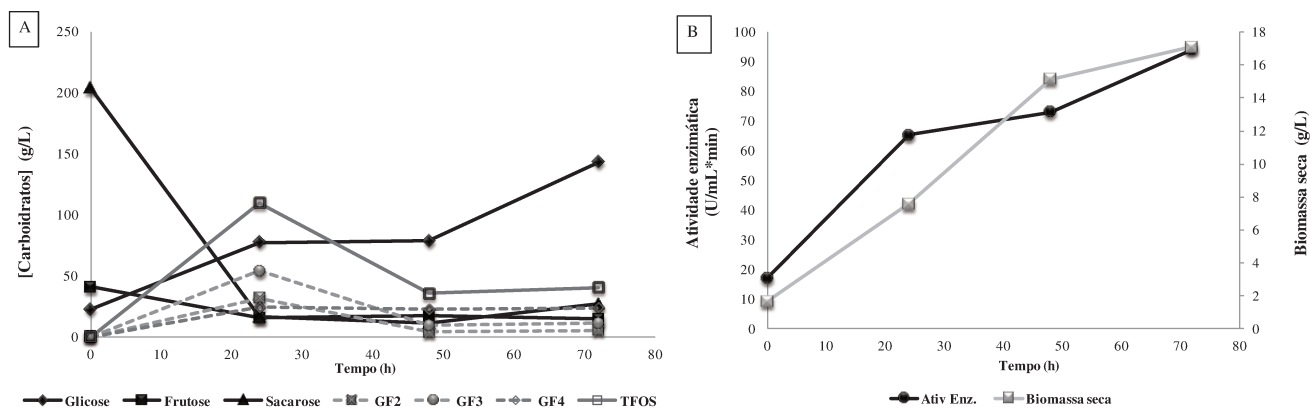 A
250
200
150
100
50
0
[Carboidratos] (g/L)
0 10 20 30 40 50 60 70 80
Tempo (h)
Glicose Frutose Sacarose GF2 GF3 GF4 TFOS
B
100
90
80
70
60
50
40
30
20
10
0
Atividade enzimática
(U/mL*min)
18
16
14
12
10
8
6
4
2
0
Biomassa seca (g/L)
0 10 20 30 40 50 60 70 80
Tempo (h)
Ativ Enz. Biomassa seca